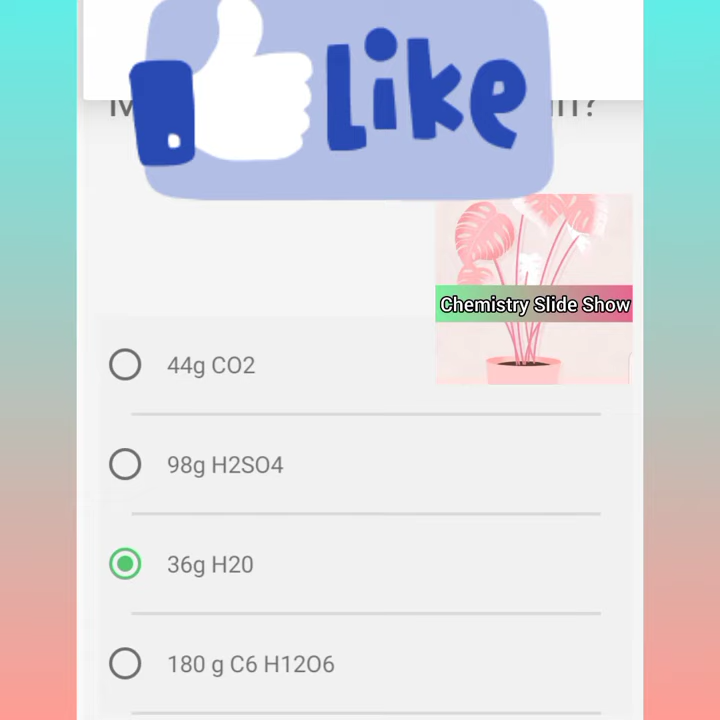 Like
Chemistry Slide Show
44g CO2
98g H2SO4
36g H20
180 g C6 H12O6